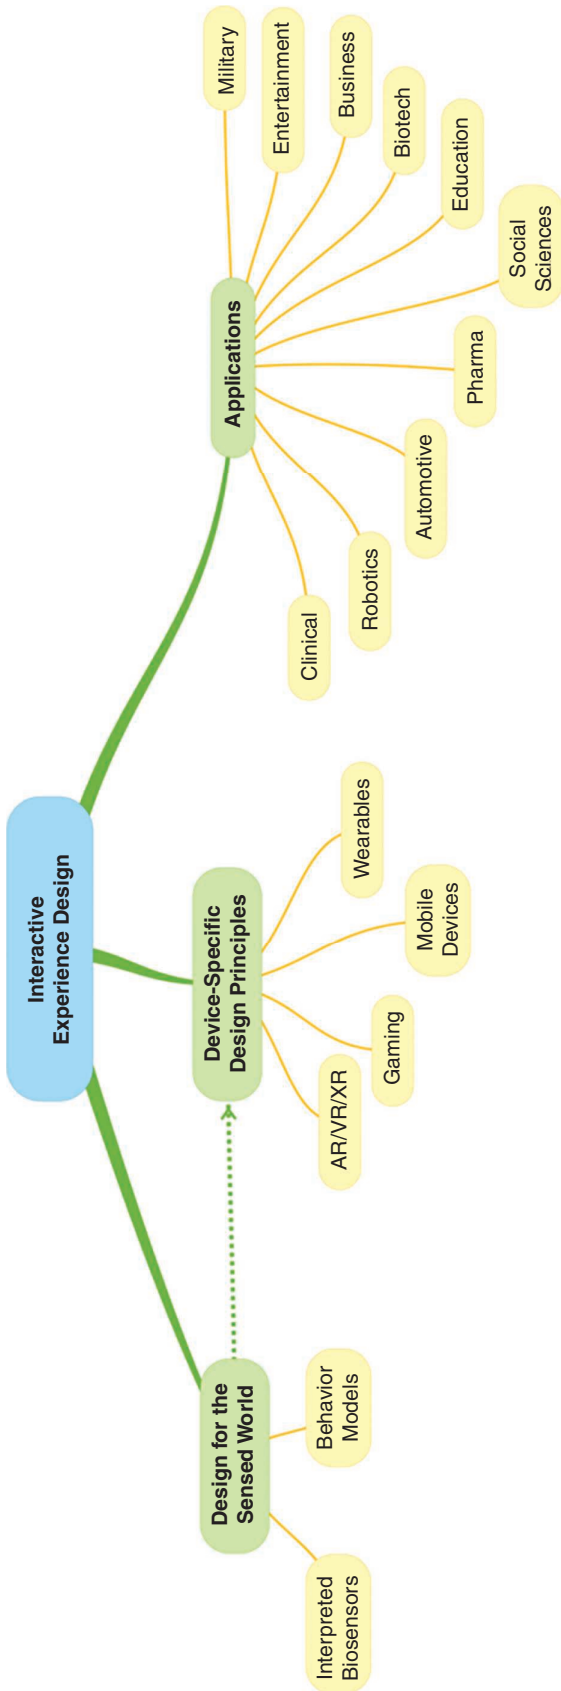 Interactive
Experience Design
Design for the
Sensed World
Interpreted
Biosensors
Behavior
Models
Device-Specific
Design Principles
AR/VR/XR
Gaming
Mobile
Devices
Wearables
Applications
Clinical
Robotics
Automotive
Pharma
Social
Sciences
Education
Biotech
Business
Entertainment
Military